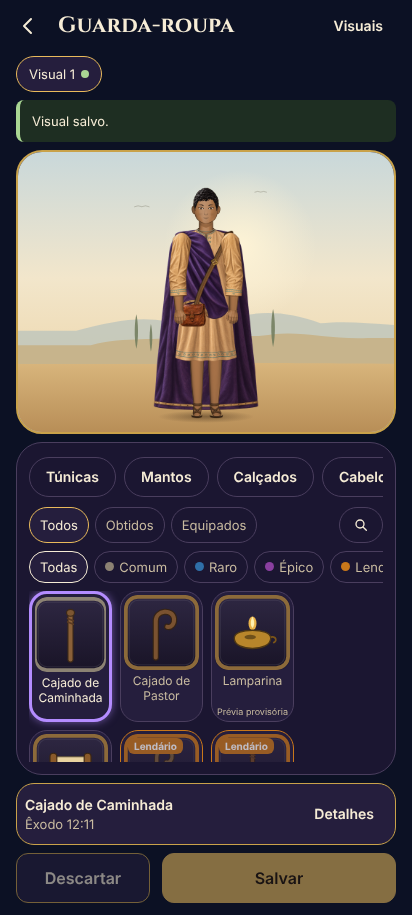 Guarda-roupa
Visuais
Visual 1
Visual salvo.
Túnicas
Mantos
Calçados
Todos
Obtidos
Equipados
Todas
Comum
Raro
Épico
Cajado de
Caminhada
Cajado de
Pastor
Lamparina
Prévia provisória
Lendário
Lendário
Cajado de Caminhada
Êxodo 12:11
Detalhes
Descartar
Salvar